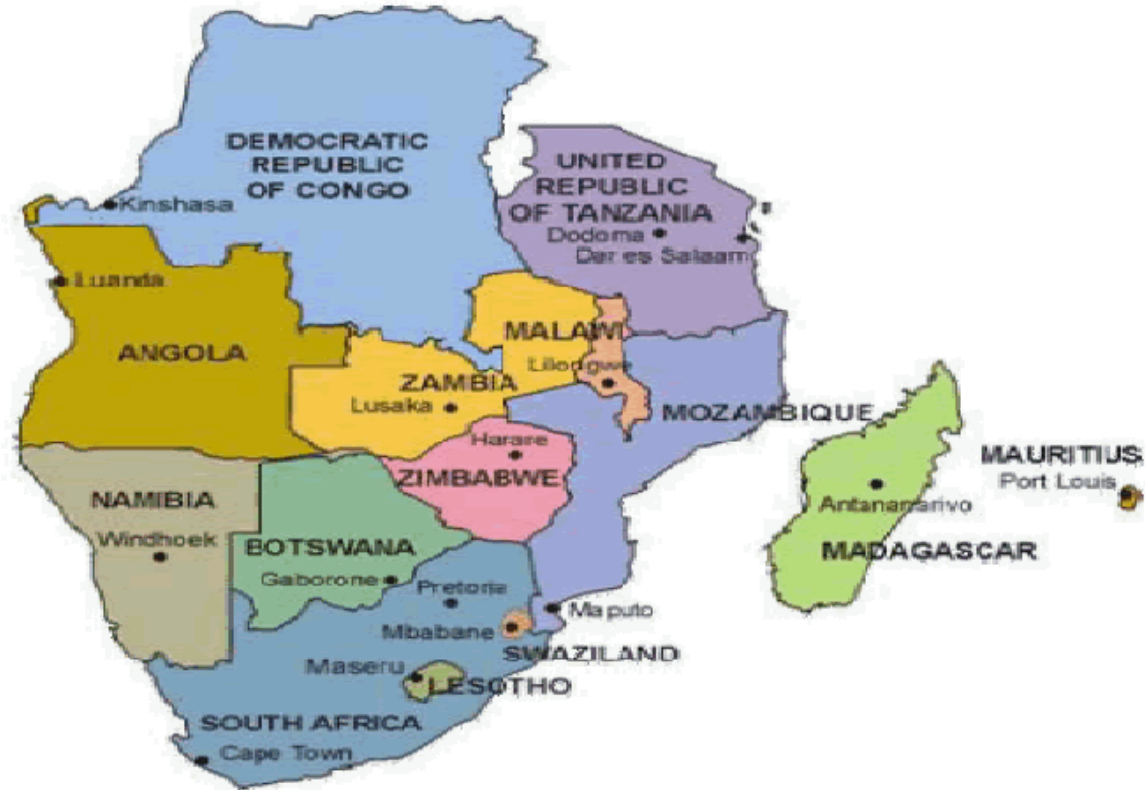 DEMOCRATIC
REPUBLIC
OF CONGO
Kinshasa
UNITED
REPUBLIC
OF TANZANIA
Dodoma
Dar es Salaam
Luanda
ANGOLA
MALAWI
Lilongwe
ZAMBIA
Lusaka
MOZAMBIQUE
Harare
ZIMBABWE
MAURITIUS
Port Louis
NAMIBIA
Windhoek
Antananarivo
MADAGASCAR
BOTSWANA
Gaborone
Pretoria
Maputo
Mbabane
SWAZILAND
Maseru
LESOTHO
SOUTH AFRICA
Cape Town